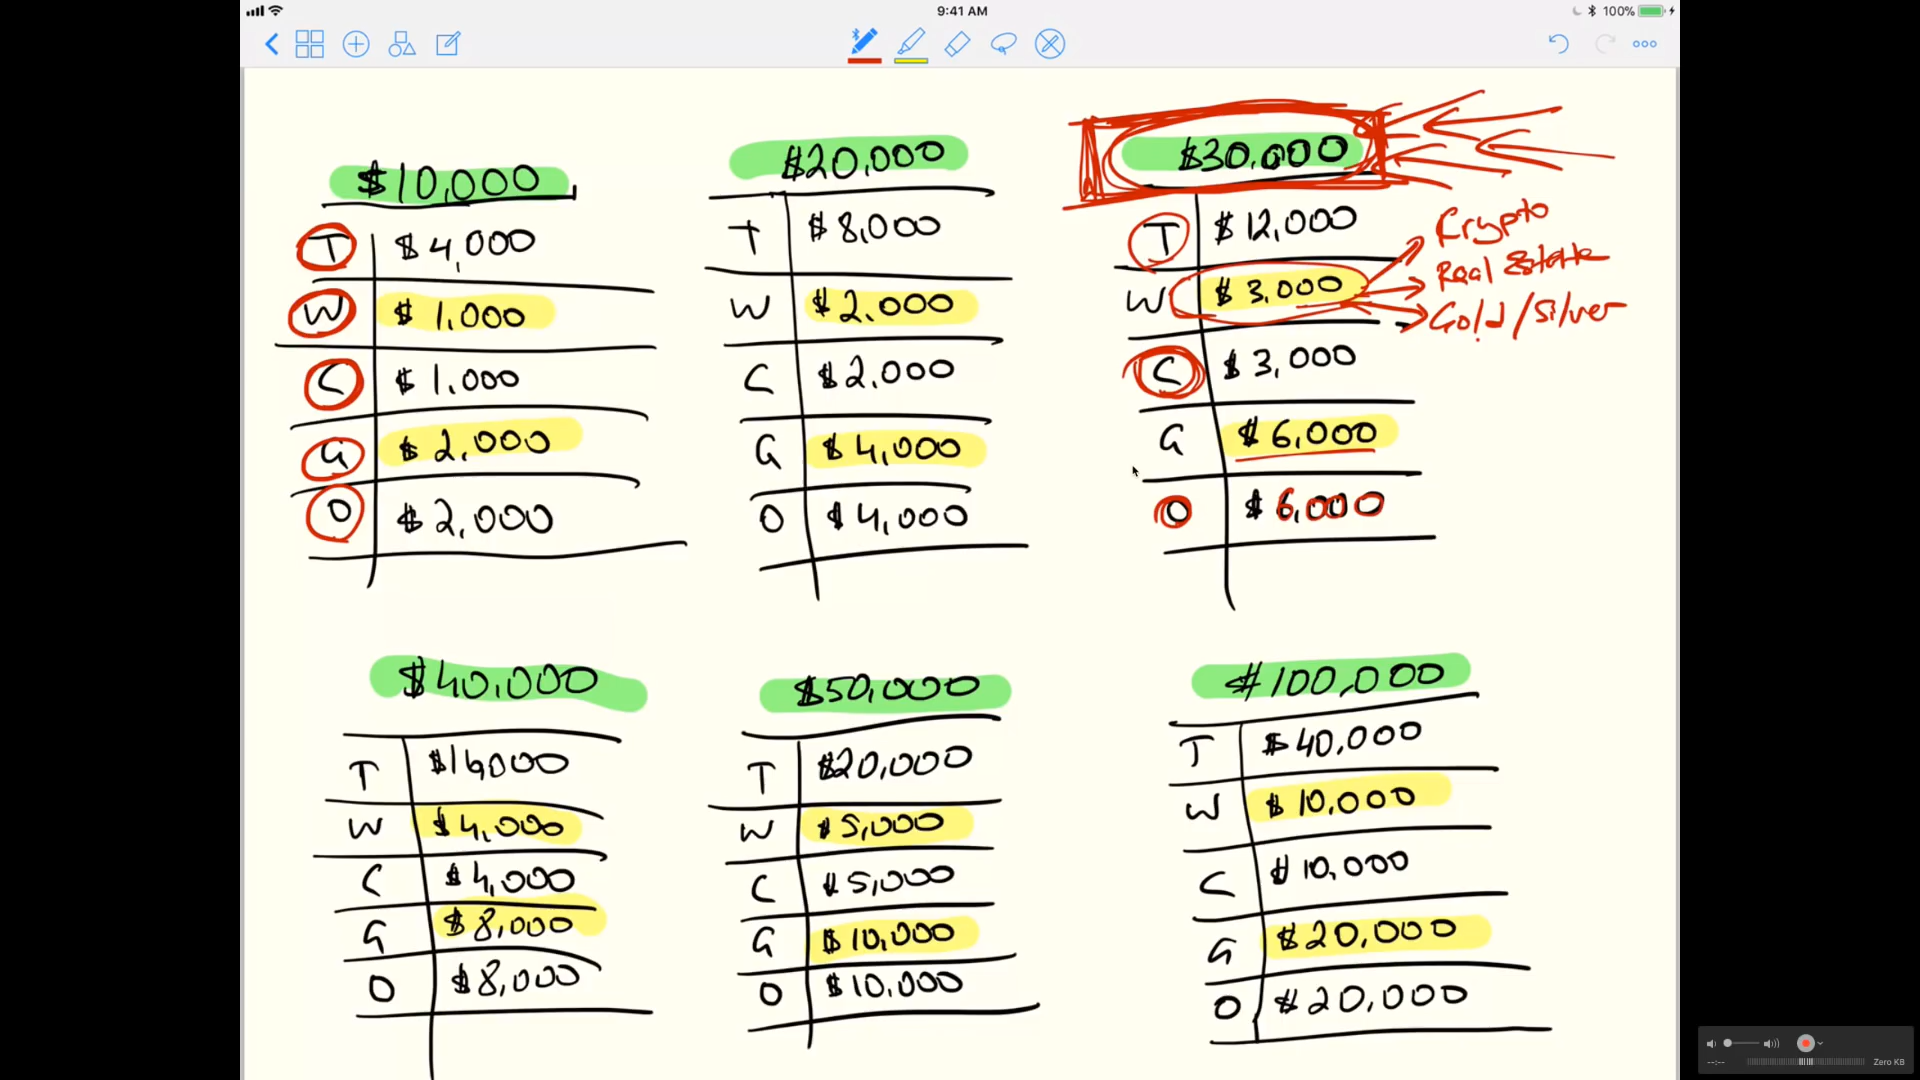 9:41 AM
100%
$10,000
T $4,000
W $1,000
C $1,000
G $2,000
O $2,000
$20,000
T $8,000
W $2,000
C $2,000
G $4,000
O $4,000
$30,000
T $12,000
W $3,000
C $3,000
G $6,000
O $6,000
Crypto
Real Estate
Gold/Silver
$40,000
T $16,000
W $4,000
C $4,000
G $8,000
O $8,000
$50,000
T $20,000
W $5,000
C $5,000
G $10,000
O $10,000
$100,000
T $40,000
W $10,000
C $10,000
G $20,000
O $20,000
--:--
Zero KB